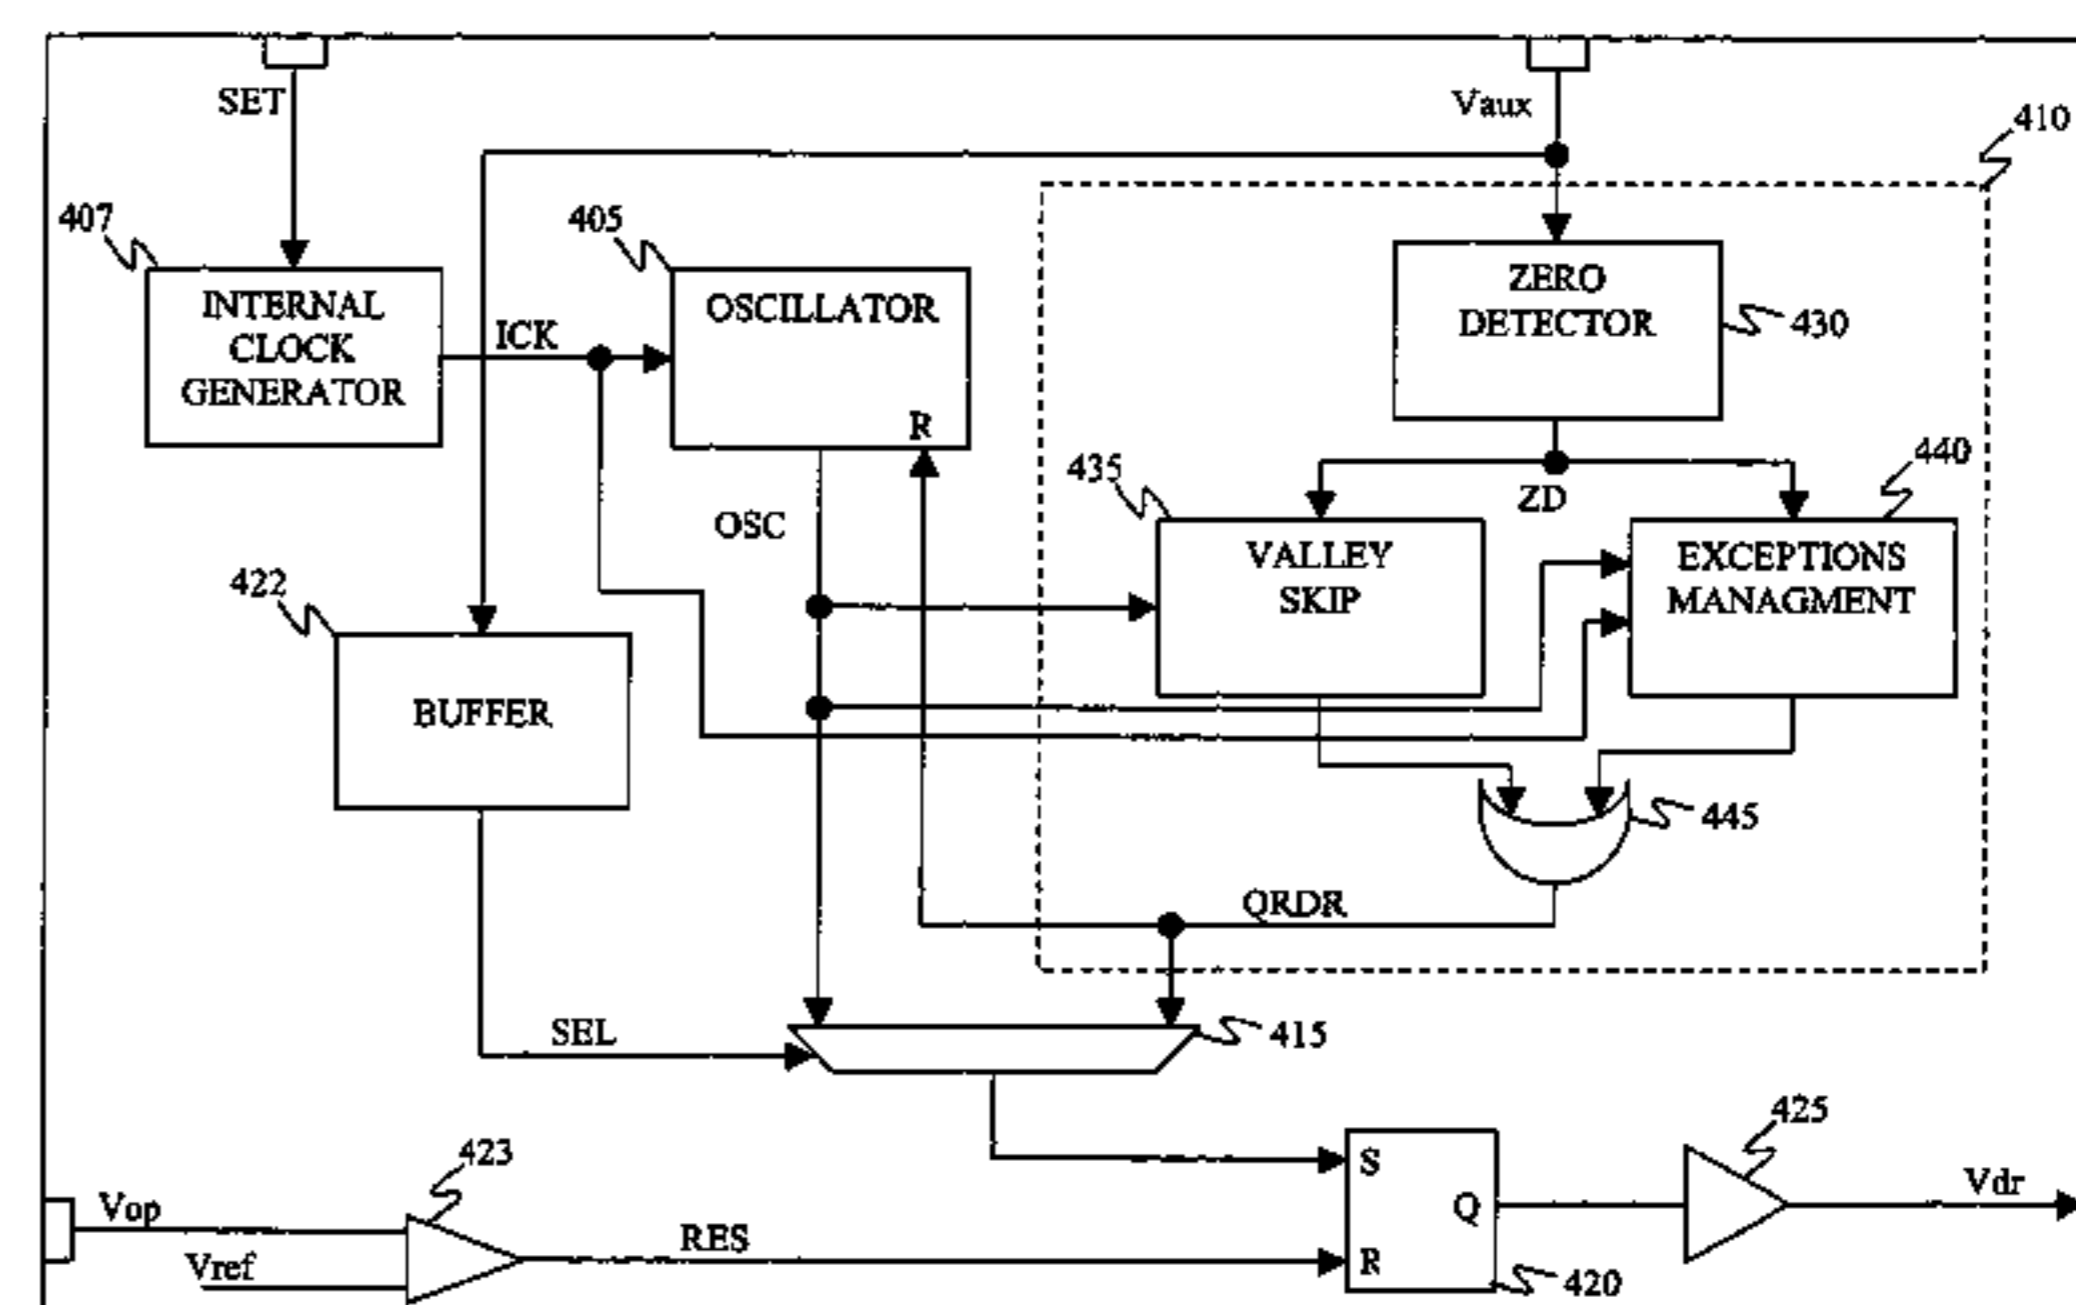 SET
Vaux
410
407
405
INTERNAL
CLOCK
GENERATOR
ICK
OSCILLATOR
R
ZERO
DETECTOR
430
435
440
OSC
ZD
VALLEY
SKIP
EXCEPTIONS
MANAGMENT
422
BUFFER
445
QRDR
SEL
415
423
425
Vop
Vref
RES
S
Q
R
420
Vdr